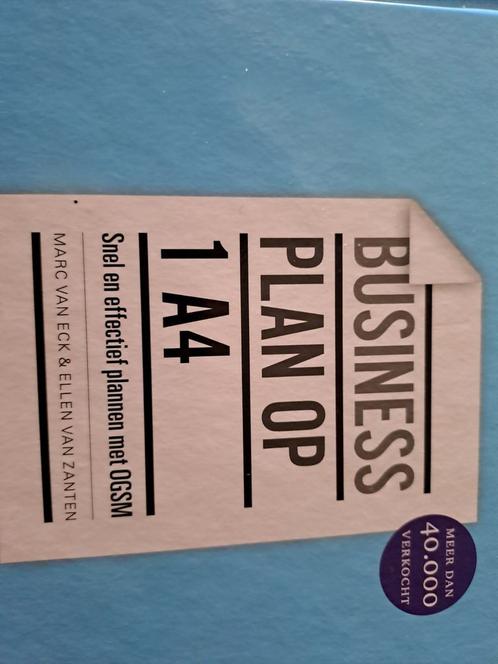 BUSINESS
PLAN OP
1 A4
Snel en effectief plannen met OGSM
MARC VAN ECK & ELLEN VAN ZANTEN
MEER DAN
40.000
VERKOCHT